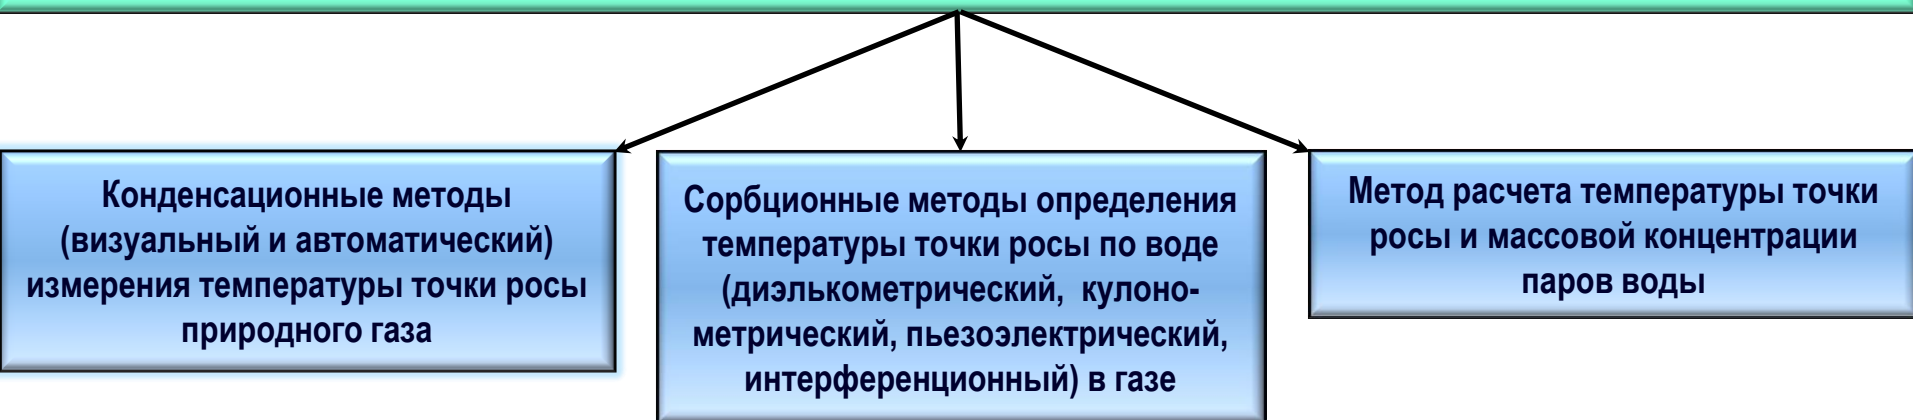 Конденсационные методы
(визуальный и автоматический)
измерения температуры точки росы
природного газа
Сорбционные методы определения
температуры точки росы по воде
(диэлькометрический, кулоно-
метрический, пьезоэлектрический,
интерференционный) в газе
Метод расчета температуры точки
росы и массовой концентрации
паров воды